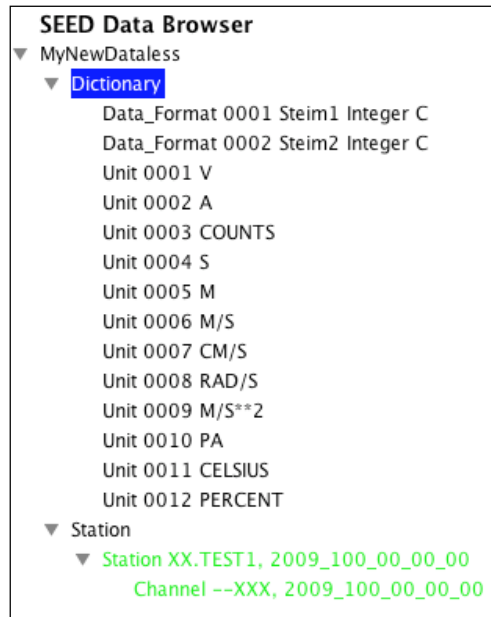 SEED Data Browser
MyNewDataless
Dictionary
Data_Format 0001 Steim1 Integer C
Data_Format 0002 Steim2 Integer C
Unit 0001 V
Unit 0002 A
Unit 0003 COUNTS
Unit 0004 S
Unit 0005 M
Unit 0006 M/S
Unit 0007 CM/S
Unit 0008 RAD/S
Unit 0009 M/S**2
Unit 0010 PA
Unit 0011 CELSIUS
Unit 0012 PERCENT
Station
Station XX.TEST1, 2009_100_00_00_00
Channel --XXX, 2009_100_00_00_00